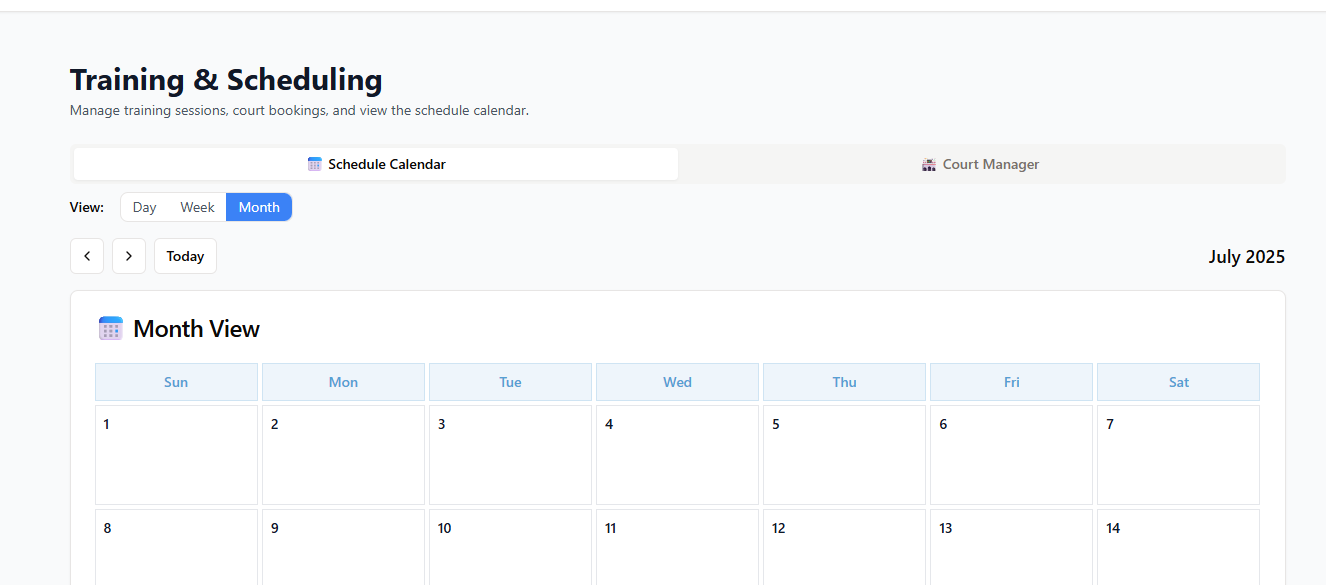 Training & Scheduling
Manage training sessions, court bookings, and view the schedule calendar.
Schedule Calendar Court Manager
View: Day Week Month
Today July 2025
Month View
Sun Mon Tue Wed Thu Fri Sat
1 2 3 4 5 6 7
8 9 10 11 12 13 14